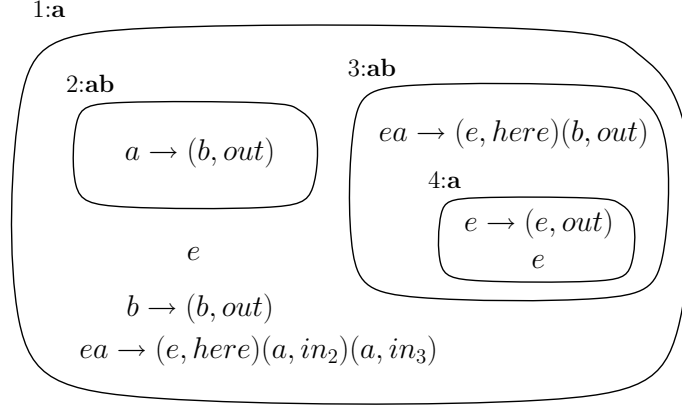 1:a
2:ab
a → (b, out)
3:ab
ea → (e, here)(b, out)
4:a
e → (e, out)
e
e
b → (b, out)
ea → (e, here)(a, in₂)(a, in₃)